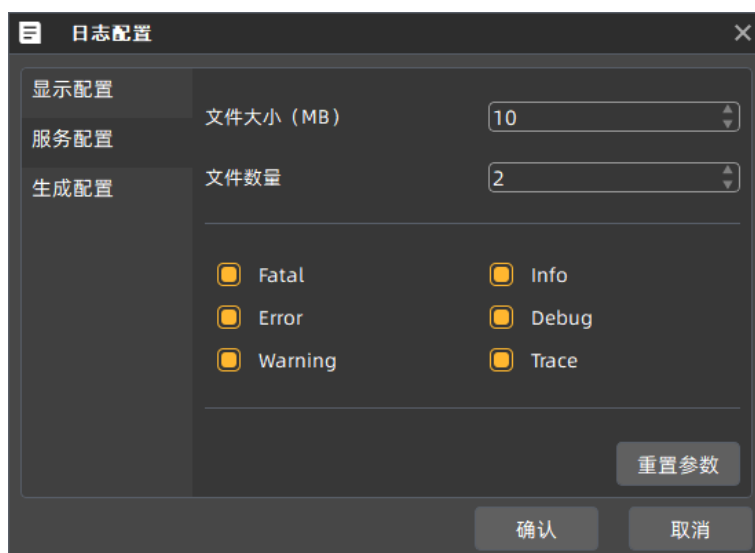 日志配置
显示配置
服务配置
生成配置
文件大小（MB）
10
文件数量
2
Fatal
Info
Error
Debug
Warning
Trace
重置参数
确认
取消